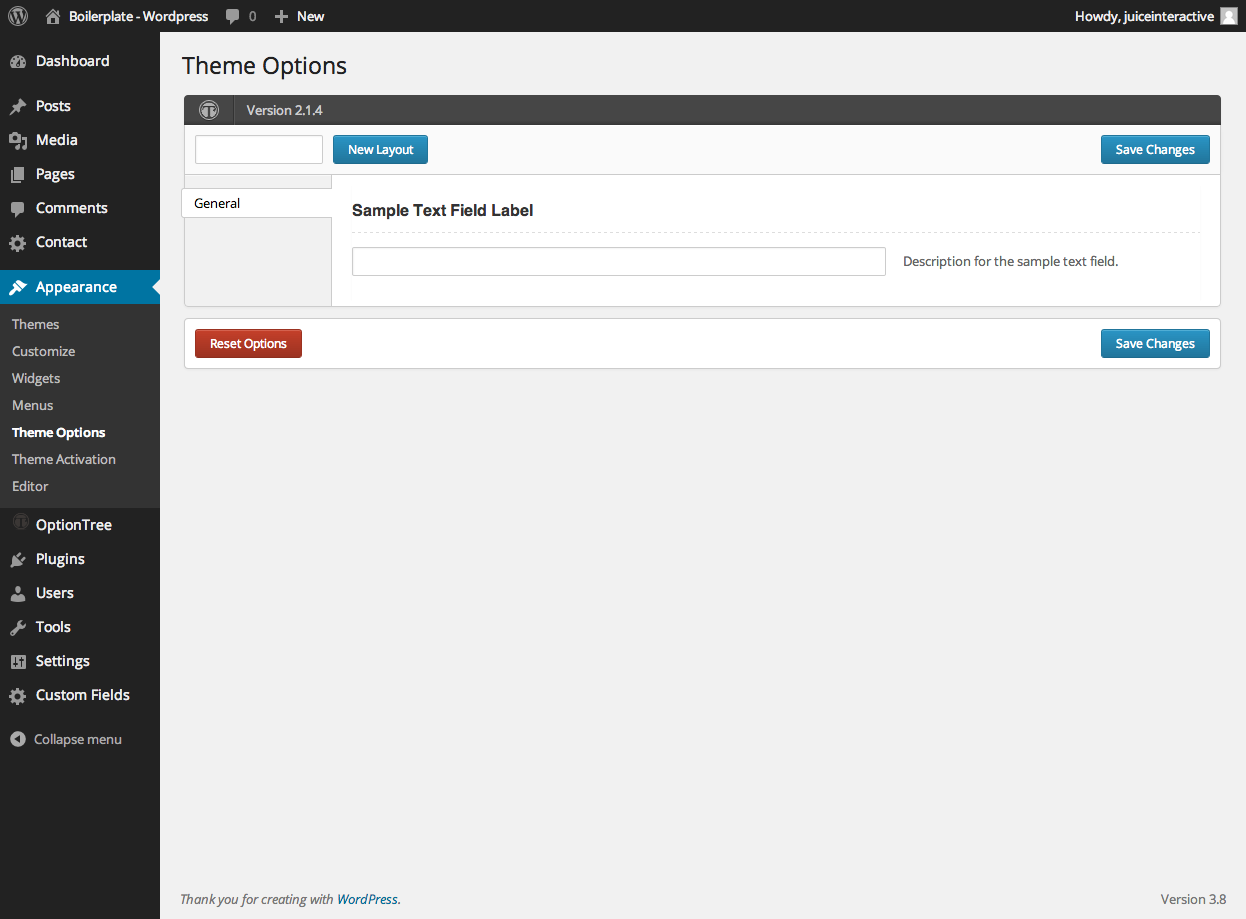 Boilerplate - Wordpress 0 New Howdy, juiceinteractive
Dashboard
Posts
Media
Pages
Comments
Contact
Appearance
Themes
Customize
Widgets
Menus
Theme Options
Theme Activation
Editor
OptionTree
Plugins
Users
Tools
Settings
Custom Fields
Collapse menu
Theme Options
Version 2.1.4
New Layout Save Changes
General
Sample Text Field Label
Description for the sample text field.
Reset Options Save Changes
Thank you for creating with WordPress. Version 3.8